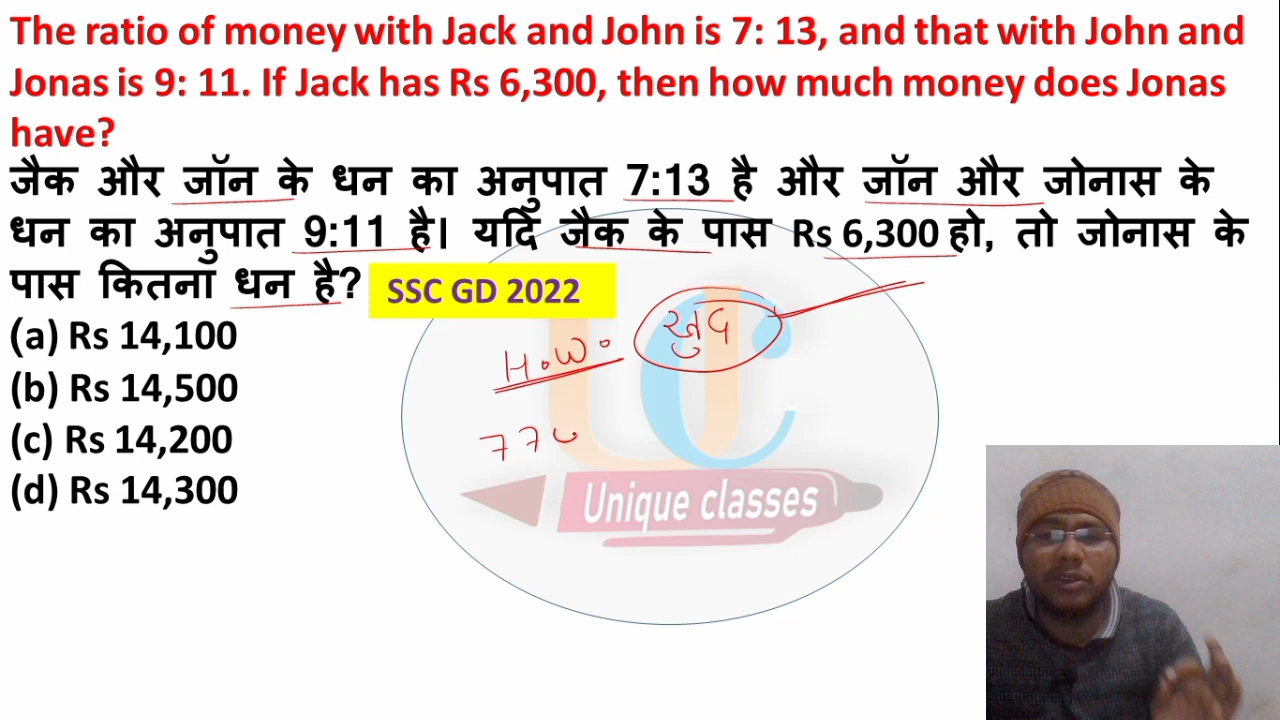 The ratio of money with Jack and John is 7: 13, and that with John and
Jonas is 9: 11. If Jack has Rs 6,300, then how much money does Jonas
have?
जैक और जॉन के धन का अनुपात 7:13 है और जॉन और जोनास के
धन का अनुपात 9:11 है। यदि जैक के पास Rs 6,300 हो, तो जोनास के
पास कितना धन है?
SSC GD 2022
(a) Rs 14,100
(b) Rs 14,500
(c) Rs 14,200
(d) Rs 14,300
H.W.
खुद
Unique classes